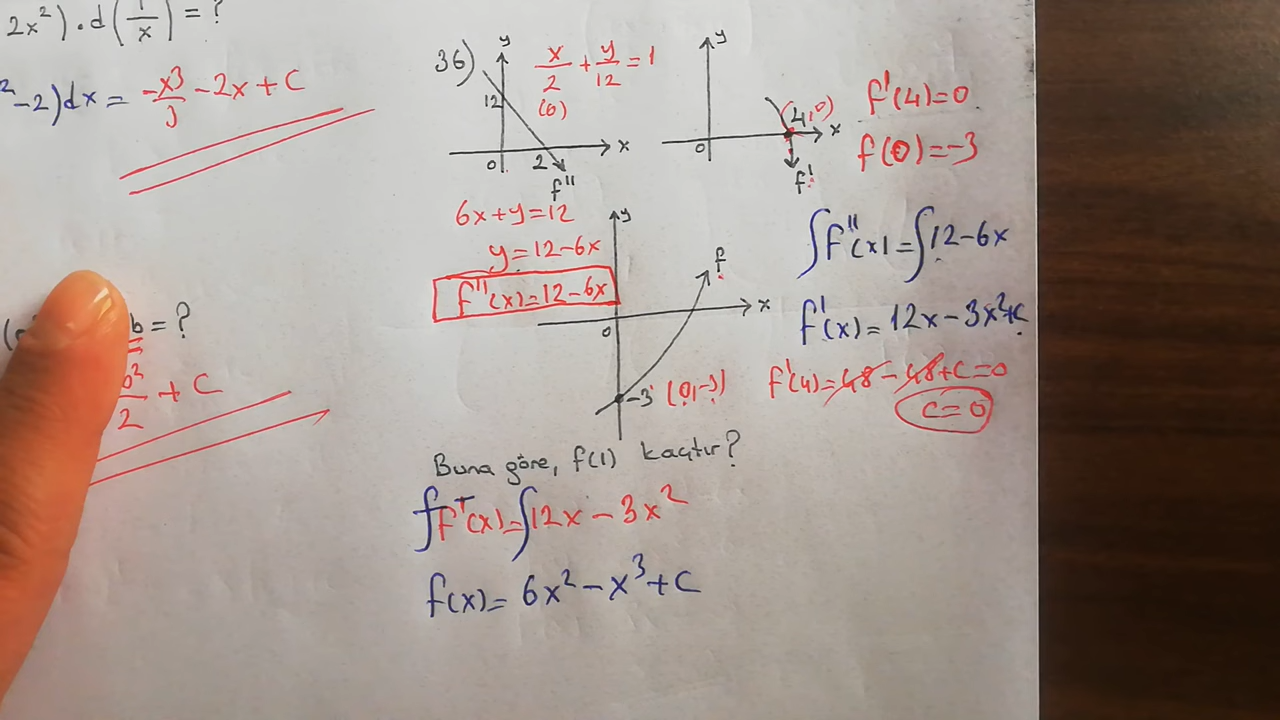 2x²) . d(1/x) = ?
² - 2) dx = -x³/3 - 2x + C
b = ?
b²/2 + C
36)
y
x/2 + y/12 = 1
(6)
12
0
2
x
f''
y
(4,0)
0
x
f'
f'(4)=0
f(0)=-3
6x+y=12
y=12-6x
f''(x)=12-6x
y
f
x
0
-3 (0,-3)
∫f''(x)=∫12-6x
f'(x)=12x-3x²+c
f'(4)=48-48+c=0
c=0
Buna göre, f(1) kaçtır?
∫f'(x)=∫12x-3x²
f(x)=6x²-x³+c